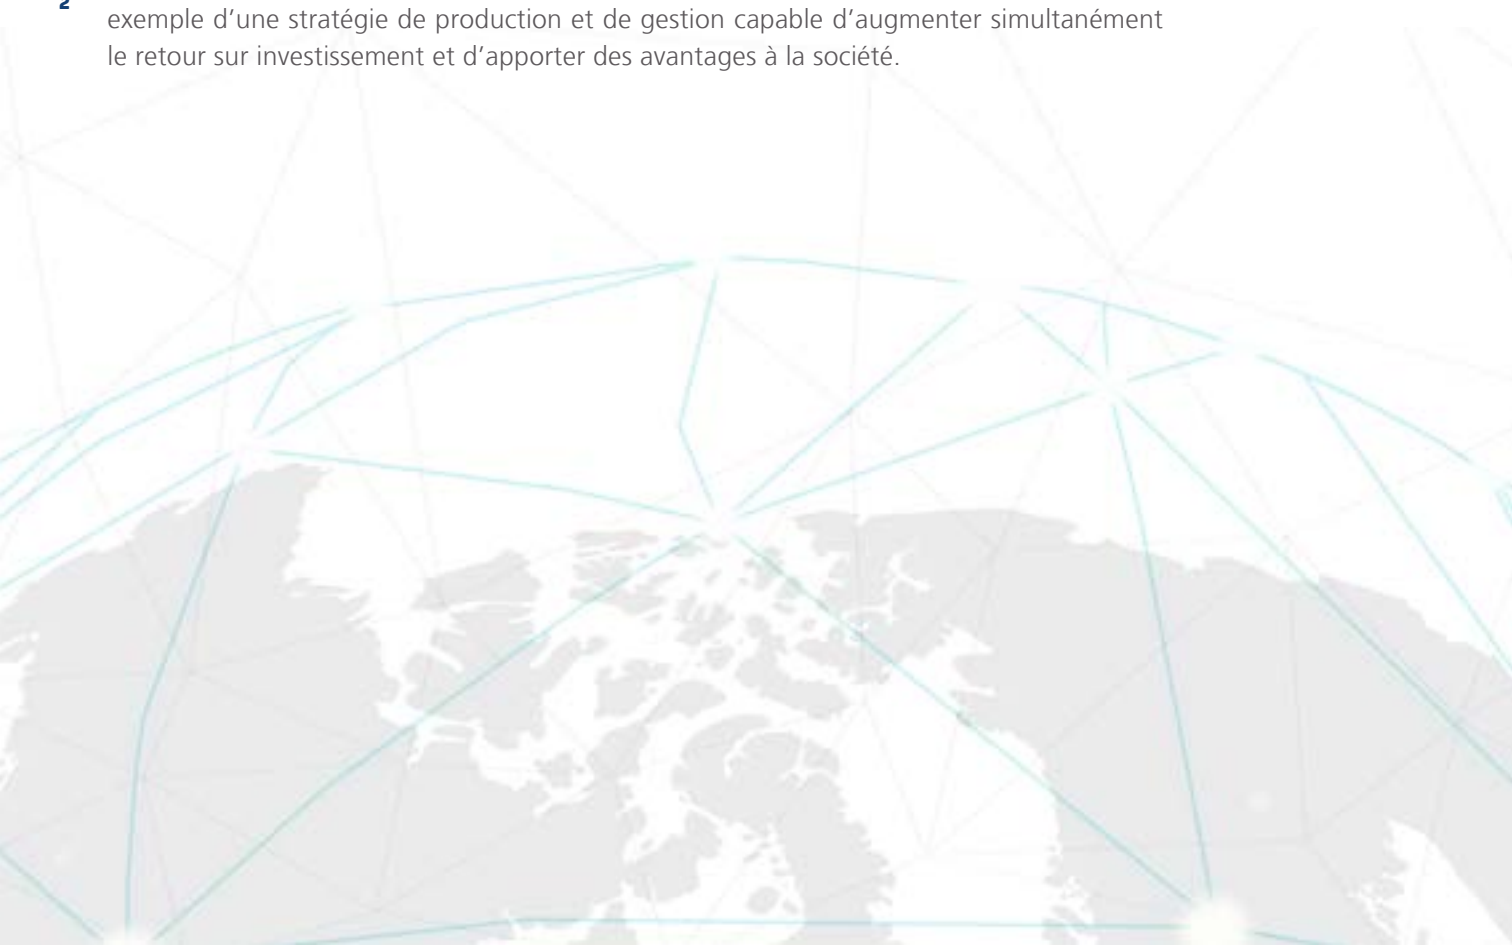 2 exemple d’une stratégie de production et de gestion capable d’augmenter simultanément
le retour sur investissement et d’apporter des avantages à la société.